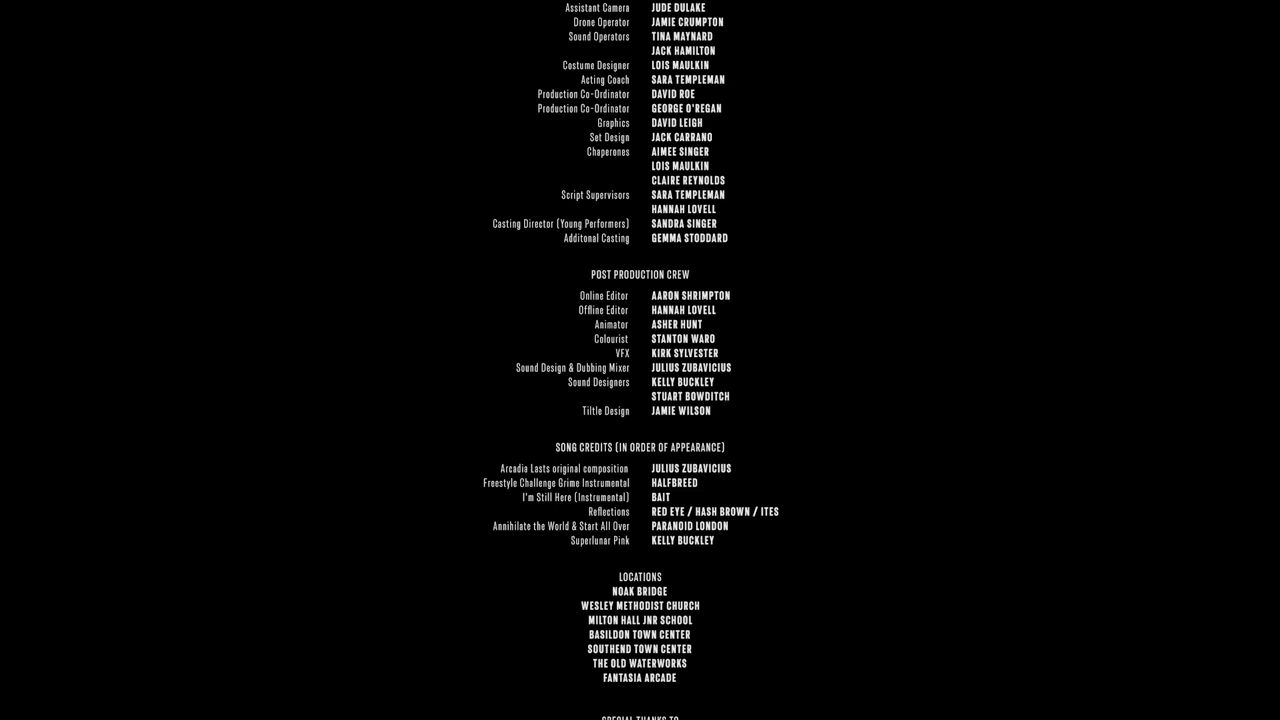 Assistant Camera JUDE DULAKE
Drone Operator JAMIE CRUMPTON
Sound Operators TINA MAYNARD
JACK HAMILTON
Costume Designer LOIS MAULKIN
Acting Coach SARA TEMPLEMAN
Production Co-Ordinator DAVID ROE
Production Co-Ordinator GEORGE O'REGAN
Graphics DAVID LEIGH
Set Design JACK CARRANO
Chaperones AIMEE SINGER
LOIS MAULKIN
CLAIRE REYNOLDS
Script Supervisors SARA TEMPLEMAN
HANNAH LOVELL
Casting Director (Young Performers) SANDRA SINGER
Additonal Casting GEMMA STODDARD
POST PRODUCTION CREW
Online Editor AARON SHRIMPTON
Offline Editor HANNAH LOVELL
Animator ASHER HUNT
Colourist STANTON WARO
VFX KIRK SYLVESTER
Sound Design & Dubbing Mixer JULIUS ZUBAVICIUS
Sound Designers KELLY BUCKLEY
STUART BOWDITCH
Tiltle Design JAMIE WILSON
SONG CREDITS (IN ORDER OF APPEARANCE)
Arcadia Lasts original composition JULIUS ZUBAVICIUS
Freestyle Challenge Grime Instrumental HALFBREED
I'm Still Here (Instrumental) BAIT
Reflections RED EYE / HASH BROWN / ITES
Annihilate the World & Start All Over PARANOID LONDON
Superlunar Pink KELLY BUCKLEY
LOCATIONS
NOAK BRIDGE
WESLEY METHODIST CHURCH
MILTON HALL JNR SCHOOL
BASILDON TOWN CENTER
SOUTHEND TOWN CENTER
THE OLD WATERWORKS
FANTASIA ARCADE
SPECIAL THANKS TO